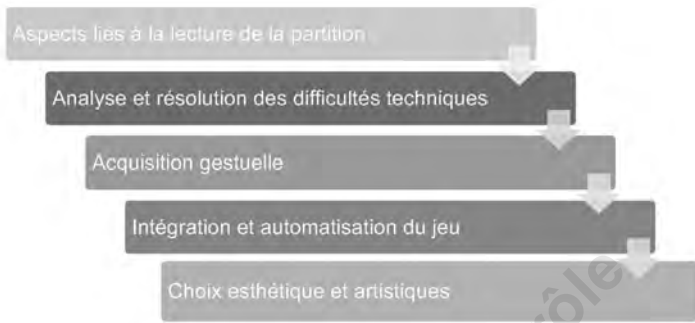 Aspects liés à la lecture de la partition
Analyse et résolution des difficultés techniques
Acquisition gestuelle
Intégration et automatisation du jeu
Choix esthétique et artistiques